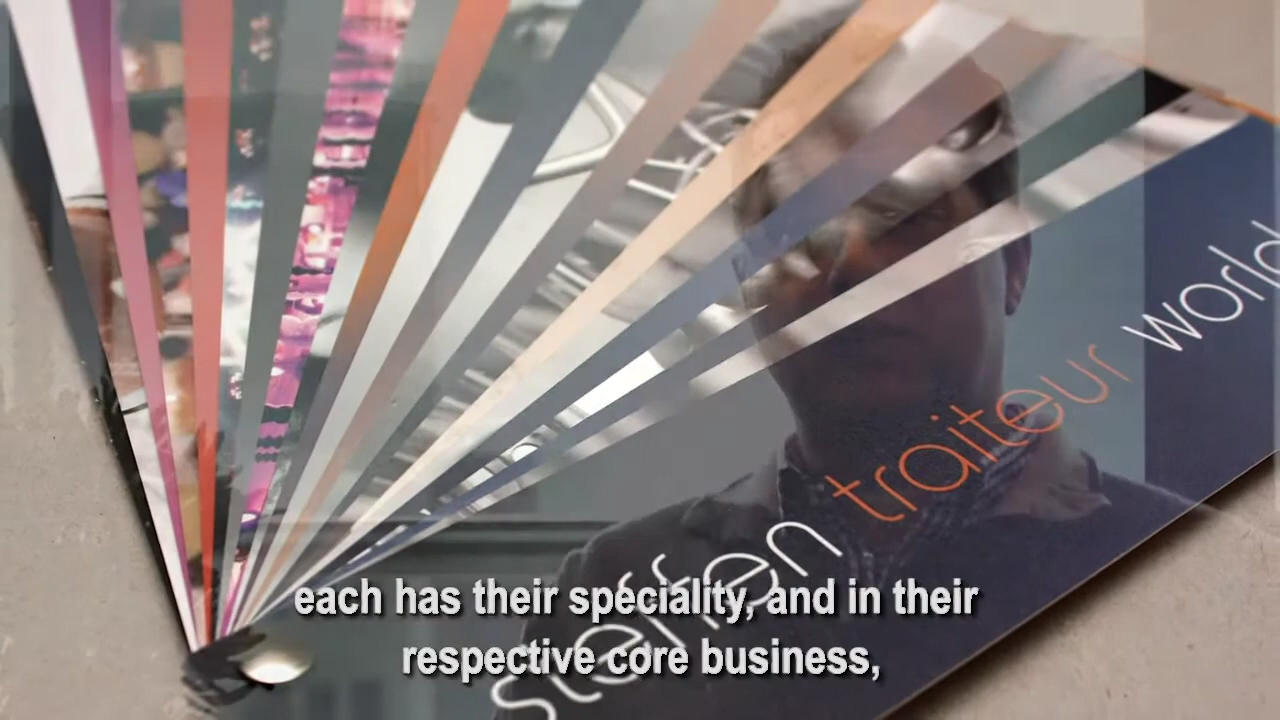 steffen traiteur world
each has their speciality, and in their
respective core business,